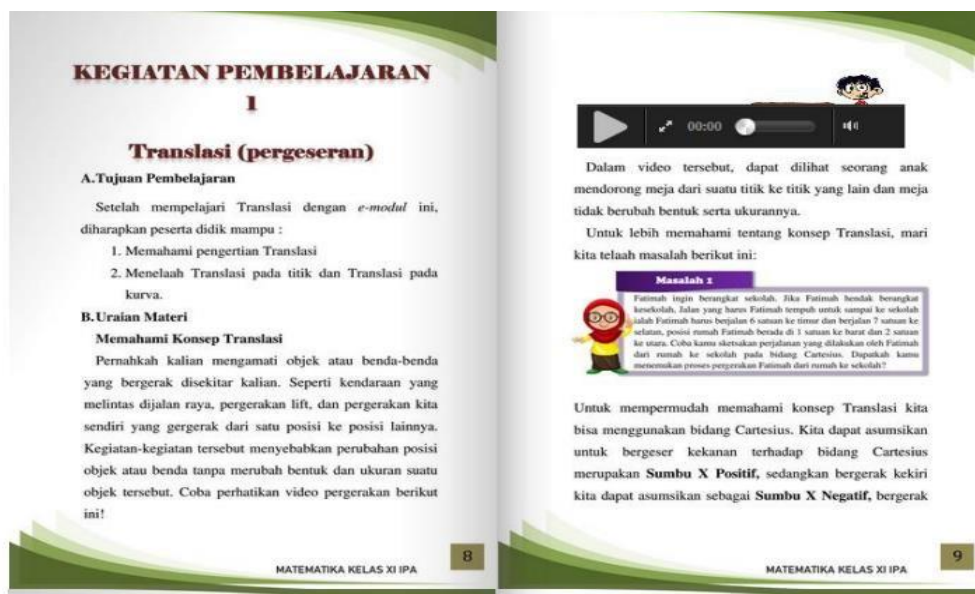 KEGIATAN PEMBELAJARAN
1
Translasi (pergeseran)
A.Tujuan Pembelajaran
Setelah mempelajari Translasi dengan e-modul ini,
diharapkan peserta didik mampu :
1. Memahami pengertian Translasi
2. Menelaah Translasi pada titik dan Translasi pada
kurva.
B.Uraian Materi
Memahami Konsep Translasi
Pernahkah kalian mengamati objek atau benda-benda
yang bergerak disekitar kalian. Seperti kendaraan yang
melintas dijalan raya, pergerakan lift, dan pergerakan kita
sendiri yang gergerak dari satu posisi ke posisi lainnya.
Kegiatan-kegiatan tersebut menyebabkan perubahan posisi
objek atau benda tanpa merubah bentuk dan ukuran suatu
objek tersebut. Coba perhatikan video pergerakan berikut
ini!
8
MATEMATIKA KELAS XI IPA
00:00
Dalam video tersebut, dapat dilihat seorang anak
mendorong meja dari suatu titik ke titik yang lain dan meja
tidak berubah bentuk serta ukurannya.
Untuk lebih memahami tentang konsep Translasi, mari
kita telaah masalah berikut ini:
Masalah 1
Fatimah ingin berangkat sekolah. Jika Fatimah hendak berangkat
kesekolah, Jalan yang harus Fatimah tempuh untuk sampai ke sekolah
ialah Fatimah harus berjalan 6 satuan ke timur dan berjalan 7 satuan ke
selatan, posisi rumah Fatimah berada di 1 satuan ke barat dan 2 satuan
ke utara. Coba kamu sketsakan perjalanan yang dilakukan oleh Fatimah
dari rumah ke sekolah pada bidang Cartesius. Dapatkah kamu
menemukan proses pergerakan Fatimah dari rumah ke sekolah?
Untuk mempermudah memahami konsep Translasi kita
bisa menggunakan bidang Cartesius. Kita dapat asumsikan
untuk bergeser kekanan terhadap bidang Cartesius
merupakan Sumbu X Positif, sedangkan bergerak kekiri
kita dapat asumsikan sebagai Sumbu X Negatif, bergerak
9
MATEMATIKA KELAS XI IPA